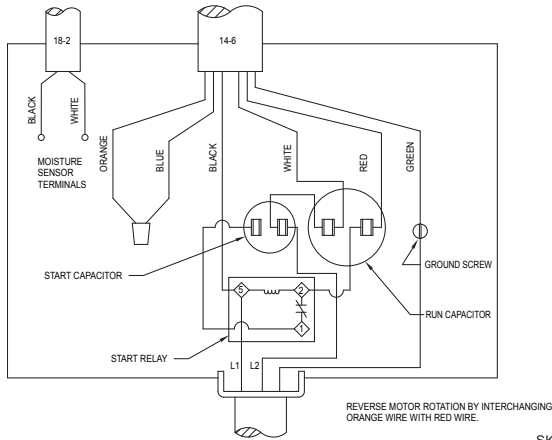 18-2
14-6
BLACK
WHITE
ORANGE
BLUE
BLACK
WHITE
RED
GREEN
MOISTURE
SENSOR
TERMINALS
START CAPACITOR
GROUND SCREW
RUN CAPACITOR
5
2
1
START RELAY
L1
L2
REVERSE MOTOR ROTATION BY INTERCHANGING
ORANGE WIRE WITH RED WIRE.
SK